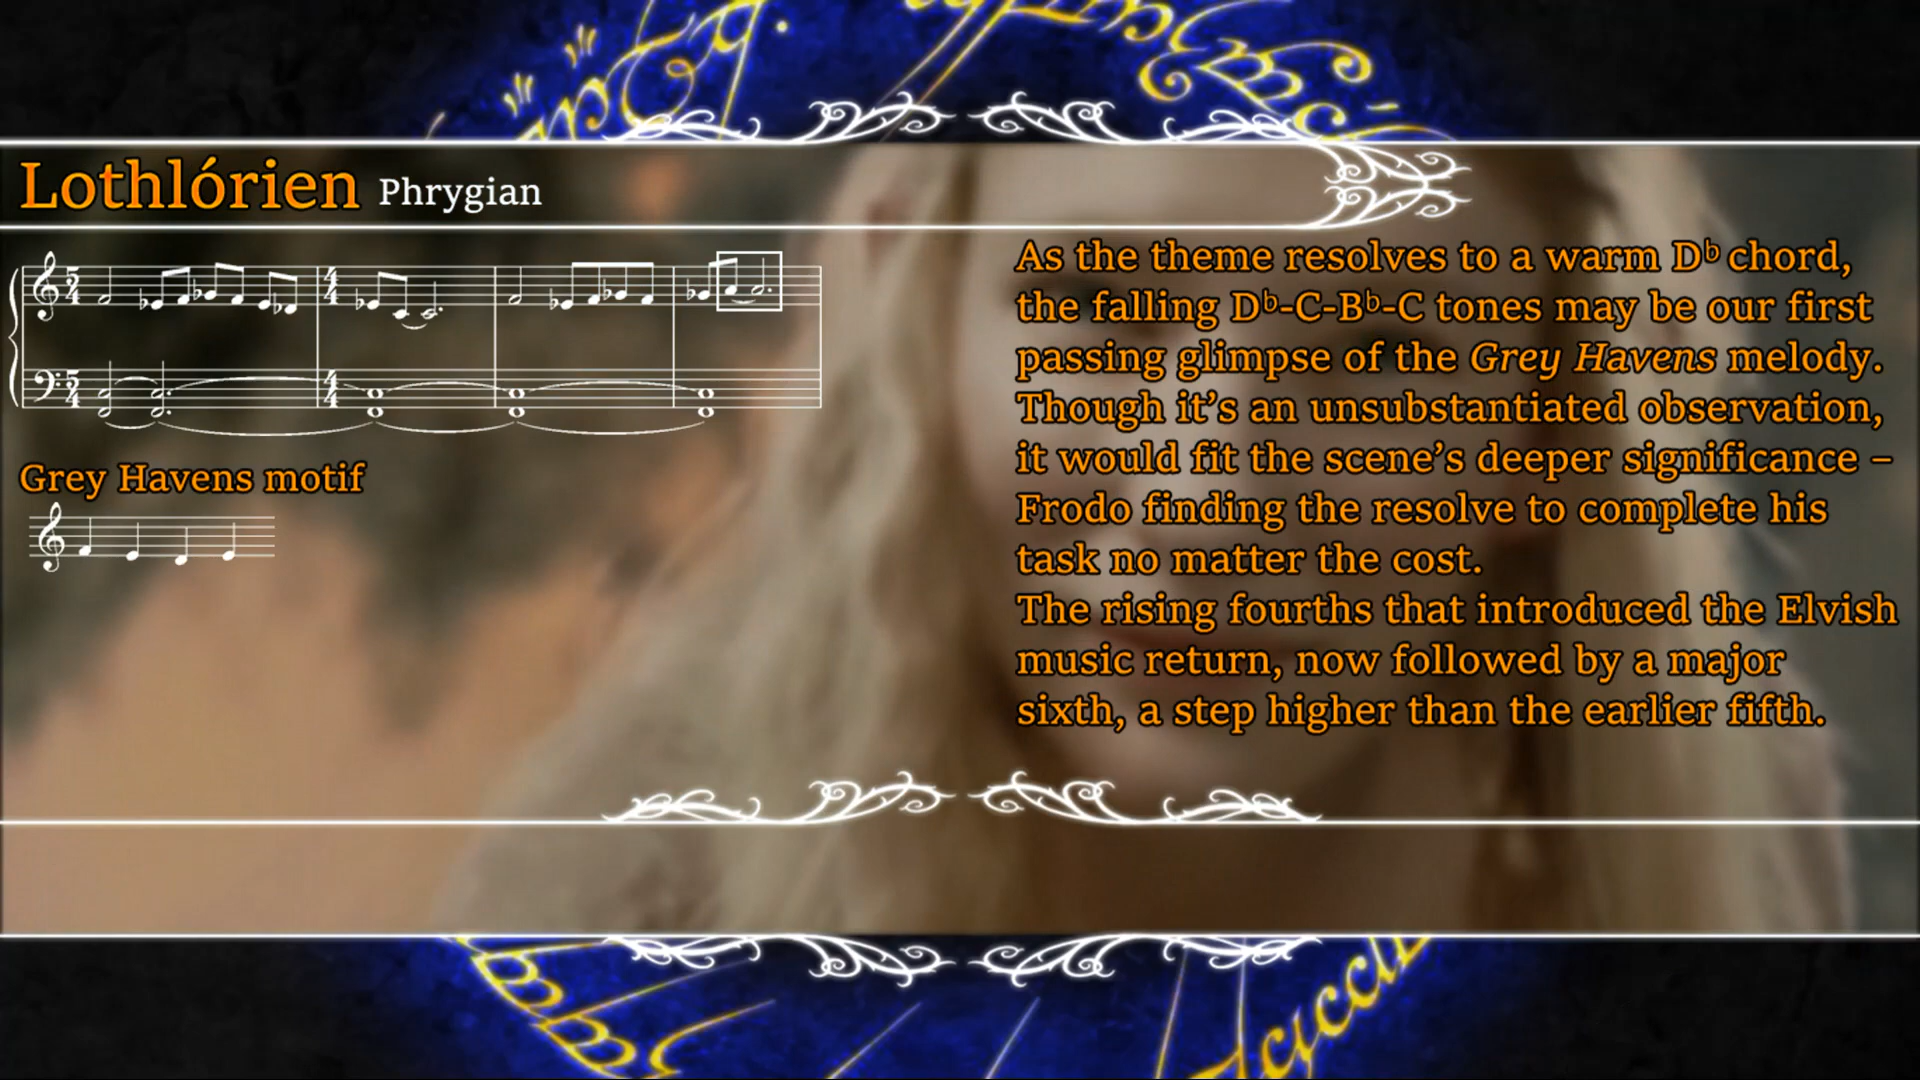 Lothlórien Phrygian
As the theme resolves to a warm D♭ chord,
the falling D♭-C-B♭-C tones may be our first
passing glimpse of the Grey Havens melody.
Though it’s an unsubstantiated observation,
it would fit the scene’s deeper significance –
Frodo finding the resolve to complete his
task no matter the cost.
The rising fourths that introduced the Elvish
music return, now followed by a major
sixth, a step higher than the earlier fifth.
Grey Havens motif